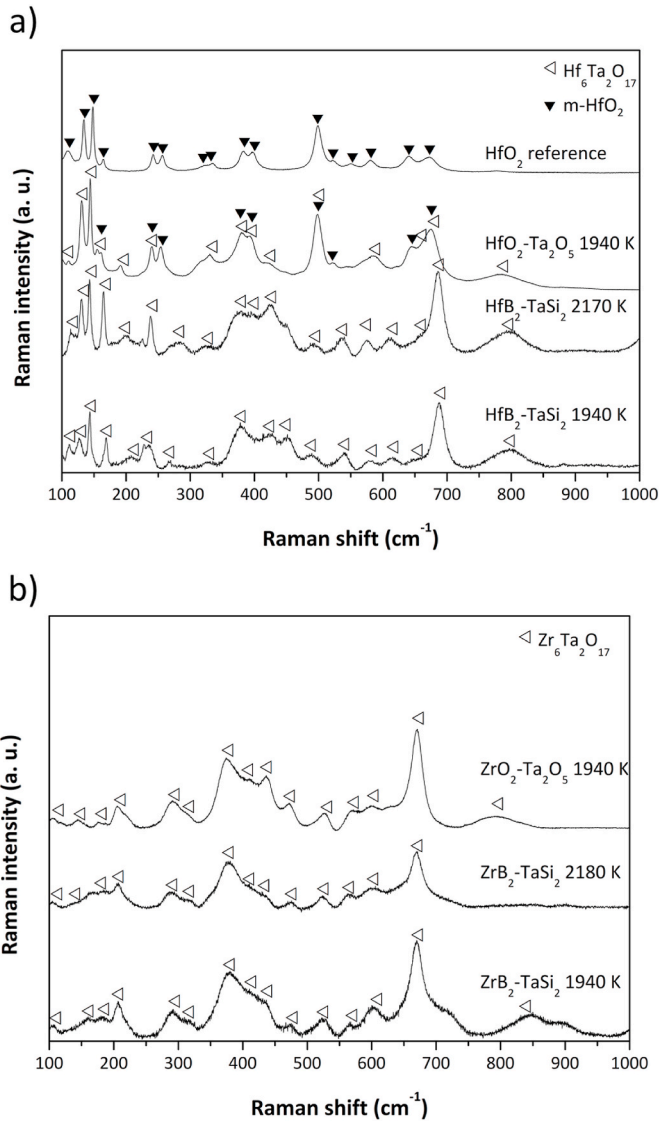 a)
◁ Hf₆Ta₂O₁₇
▼ m-HfO₂
HfO₂ reference
HfO₂-Ta₂O₅ 1940 K
HfB₂-TaSi₂ 2170 K
HfB₂-TaSi₂ 1940 K
Raman intensity (a. u.)
100 200 300 400 500 600 700 800 900 1000
Raman shift (cm⁻¹)
b)
◁ Zr₆Ta₂O₁₇
ZrO₂-Ta₂O₅ 1940 K
ZrB₂-TaSi₂ 2180 K
ZrB₂-TaSi₂ 1940 K
Raman intensity (a. u.)
100 200 300 400 500 600 700 800 900 1000
Raman shift (cm⁻¹)